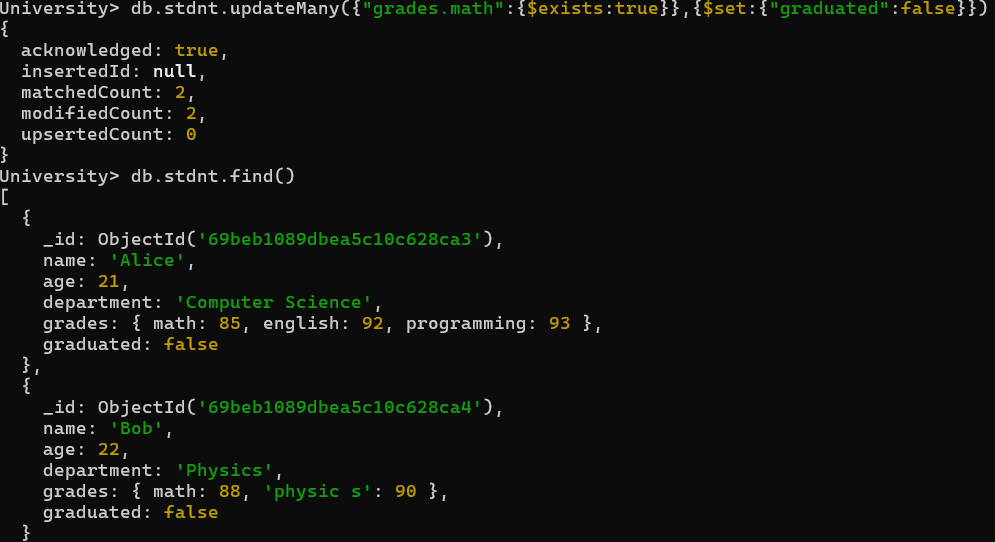 University> db.stdnt.updateMany({"grades.math":{$exists:true}},{$set:{"graduated":false}})
{
  acknowledged: true,
  insertedId: null,
  matchedCount: 2,
  modifiedCount: 2,
  upsertedCount: 0
}
University> db.stdnt.find()
[
  {
    _id: ObjectId('69beb1089dbea5c10c628ca3'),
    name: 'Alice',
    age: 21,
    department: 'Computer Science',
    grades: { math: 85, english: 92, programming: 93 },
    graduated: false
  },
  {
    _id: ObjectId('69beb1089dbea5c10c628ca4'),
    name: 'Bob',
    age: 22,
    department: 'Physics',
    grades: { math: 88, 'physic s': 90 },
    graduated: false
  }